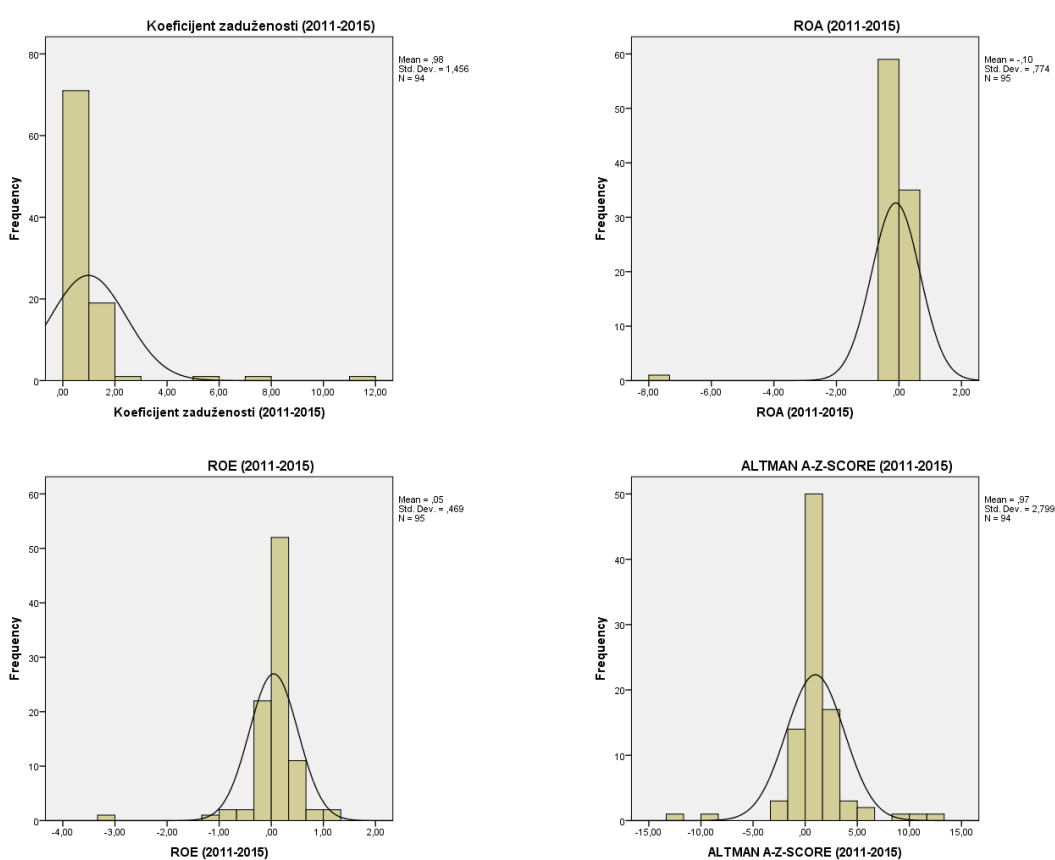 Koeficijent zaduženosti (2011-2015)
Mean = ,98
Std. Dev. = 1,456
N = 94
80
60
40
20
0
Frequency
,00 2,00 4,00 6,00 8,00 10,00 12,00
Koeficijent zaduženosti (2011-2015)
ROA (2011-2015)
Mean = -,10
Std. Dev. = ,774
N = 95
60
50
40
30
20
10
0
Frequency
-8,00 -6,00 -4,00 -2,00 ,00 2,00
ROA (2011-2015)
ROE (2011-2015)
Mean = ,05
Std. Dev. = ,469
N = 95
60
50
40
30
20
10
0
Frequency
-4,00 -3,00 -2,00 -1,00 ,00 1,00 2,00
ROE (2011-2015)
ALTMAN A-Z-SCORE (2011-2015)
Mean = ,97
Std. Dev. = 2,799
N = 94
50
40
30
20
10
0
Frequency
-15,00 -10,00 -5,00 ,00 5,00 10,00 15,00
ALTMAN A-Z-SCORE (2011-2015)